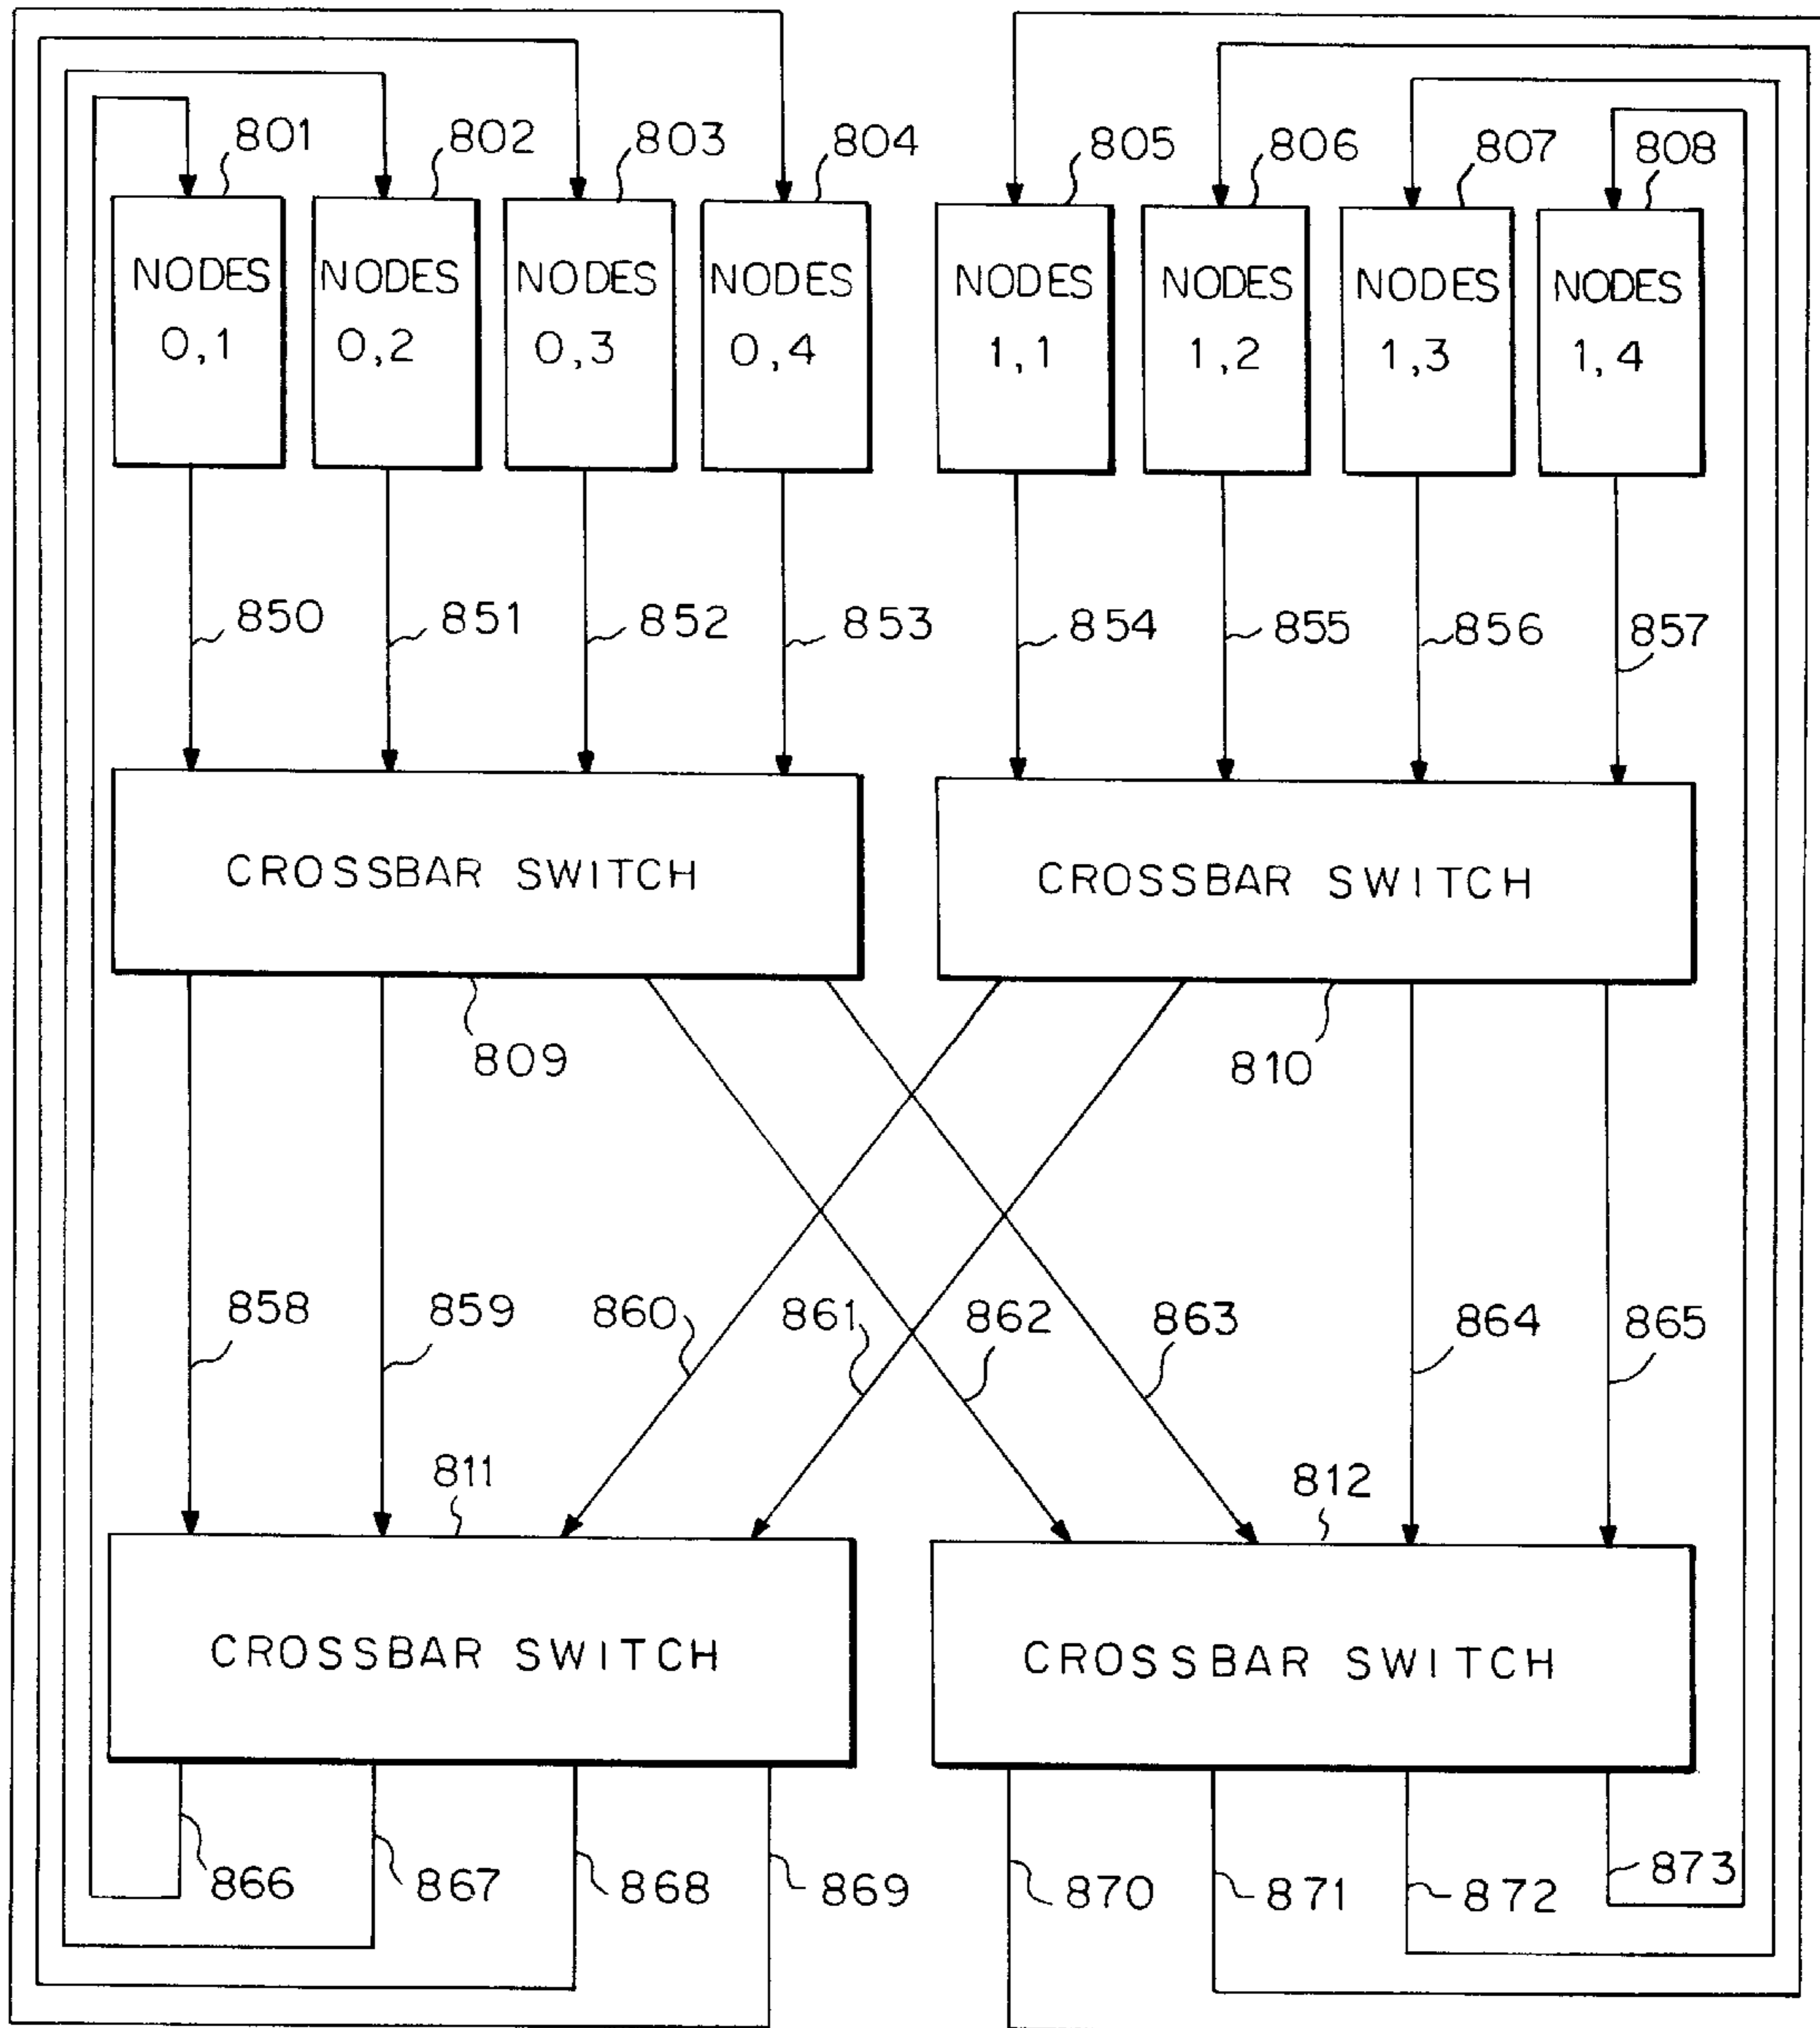 801 802 803 804 805 806 807 808
NODES NODES NODES NODES NODES NODES NODES NODES
0,1 0,2 0,3 0,4 1,1 1,2 1,3 1,4
850 851 852 853 854 855 856 857
CROSSBAR SWITCH CROSSBAR SWITCH
809 810
858 859 860 861 862 863 864 865
811 812
CROSSBAR SWITCH CROSSBAR SWITCH
866 867 868 869 870 871 872 873